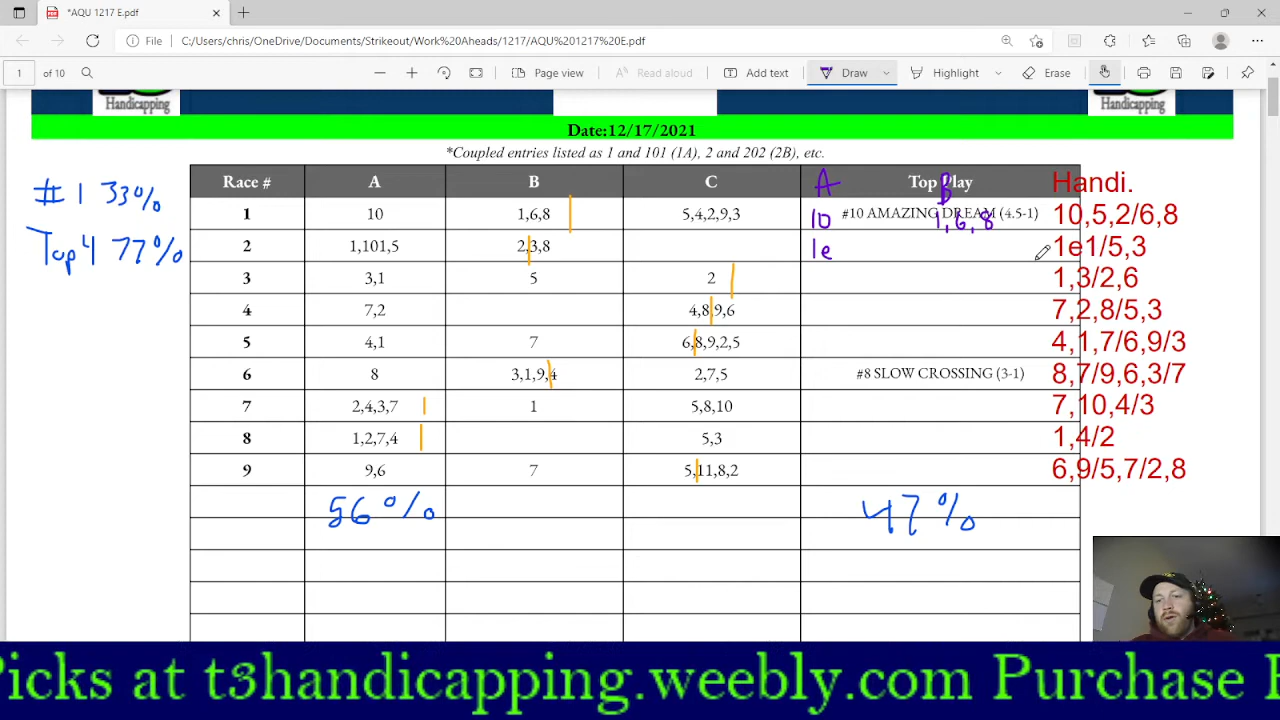 *AQU 1217 E.pdf
File C:/Users/chris/OneDrive/Documents/Strikeout/Work%20Aheads/1217/AQU%201217%20E.pdf
1 of 10 Page view Read aloud Add text Draw Highlight Erase
Handicapping Handicapping
Date:12/17/2021
*Coupled entries listed as 1 and 101 (1A), 2 and 202 (2B), etc.
Race # A B C Top Play A B Handi.
1 10 1,6,8 5,4,2,9,3 #10 AMAZING DREAM (4.5-1) 10 1,6,8 10,5,2/6,8
2 1,101,5 2,3,8 1e 1e1/5,3
3 3,1 5 2 1,3/2,6
4 7,2 4,8,9,6 7,2,8/5,3
5 4,1 7 6,8,9,2,5 4,1,7/6,9/3
6 8 3,1,9,4 2,7,5 #8 SLOW CROSSING (3-1) 8,7/9,6,3/7
7 2,4,3,7 1 5,8,10 7,10,4/3
8 1,2,7,4 5,3 1,4/2
9 9,6 7 5,11,8,2 6,9/5,7/2,8
# 1 33%
Top 4 77%
56% 47%
Picks at t3handicapping.weebly.com Purchase